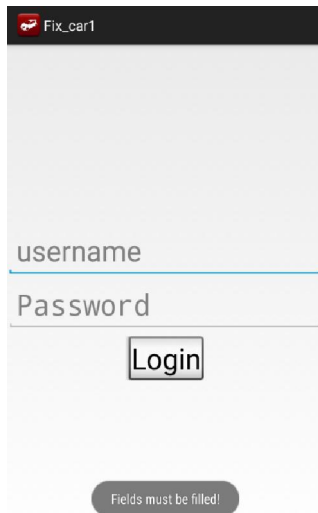 Fix_car1
username
Password
Login
Fields must be filled!